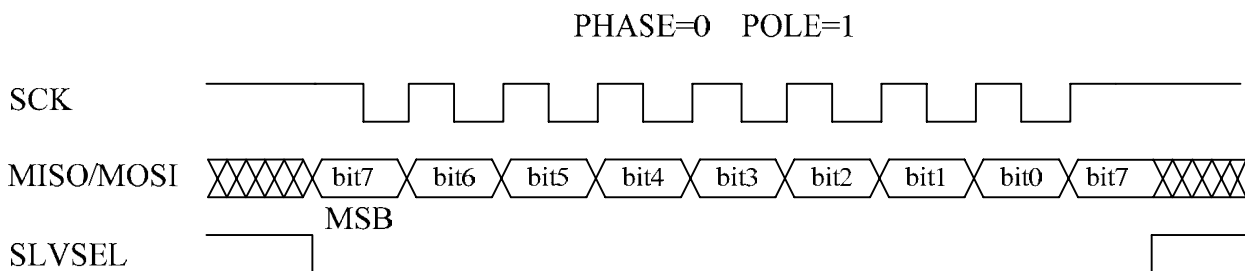 PHASE=0 POLE=1
SCK
MISO/MOSI bit7 bit6 bit5 bit4 bit3 bit2 bit1 bit0 bit7
MSB
SLVSEL